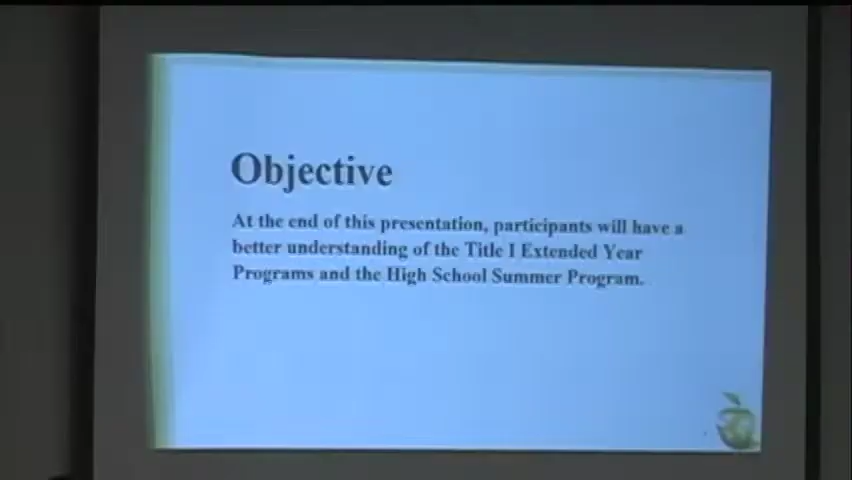 Objective
At the end of this presentation, participants will have a
better understanding of the Title I Extended Year
Programs and the High School Summer Program.